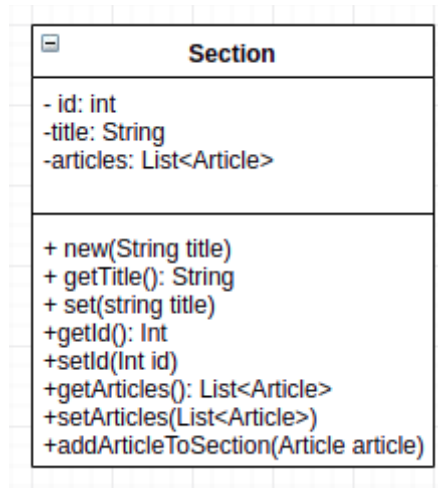 Section
- id: int
-title: String
-articles: List<Article>
+ new(String title)
+ getTitle(): String
+ set(string title)
+getId(): Int
+setId(Int id)
+getArticles(): List<Article>
+setArticles(List<Article>)
+addArticleToSection(Article article)